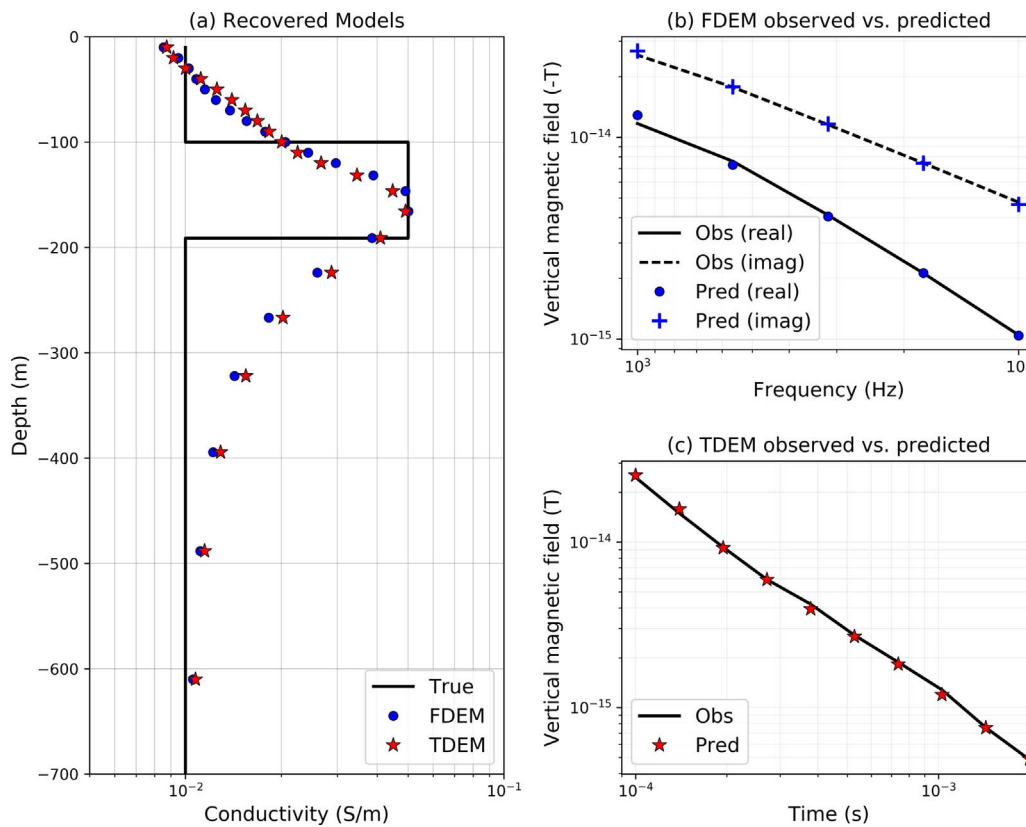 (a) Recovered Models
0
−100
−200
−300
−400
−500
−600
−700
Depth (m)
10⁻²
10⁻¹
Conductivity (S/m)
True
FDEM
TDEM
(b) FDEM observed vs. predicted
10⁻¹⁴
10⁻¹⁵
Vertical magnetic field (-T)
Obs (real)
Obs (imag)
Pred (real)
Pred (imag)
10³
Frequency (Hz)
(c) TDEM observed vs. predicted
10⁻¹⁴
10⁻¹⁵
Vertical magnetic field (T)
Obs
Pred
10⁻⁴
10⁻³
Time (s)